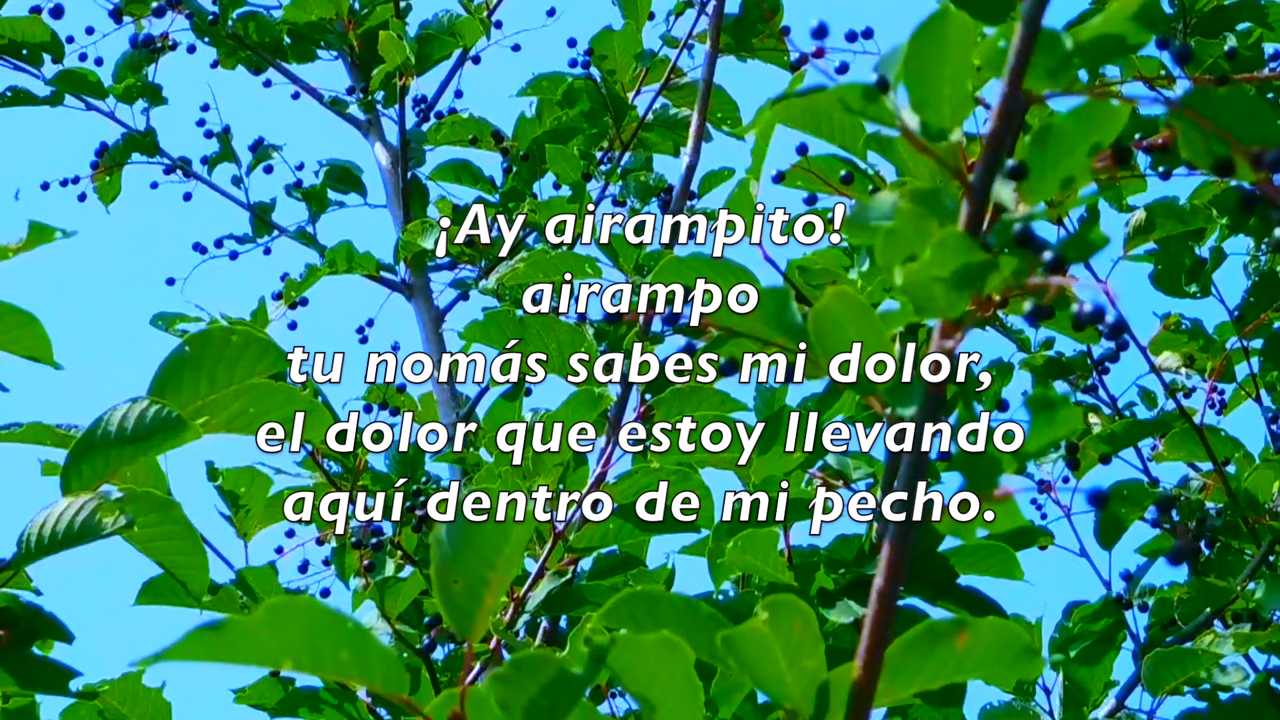 ¡Ay airampito!
airampo
tu nomás sabes mi dolor,
el dolor que estoy llevando
aquí dentro de mi pecho.